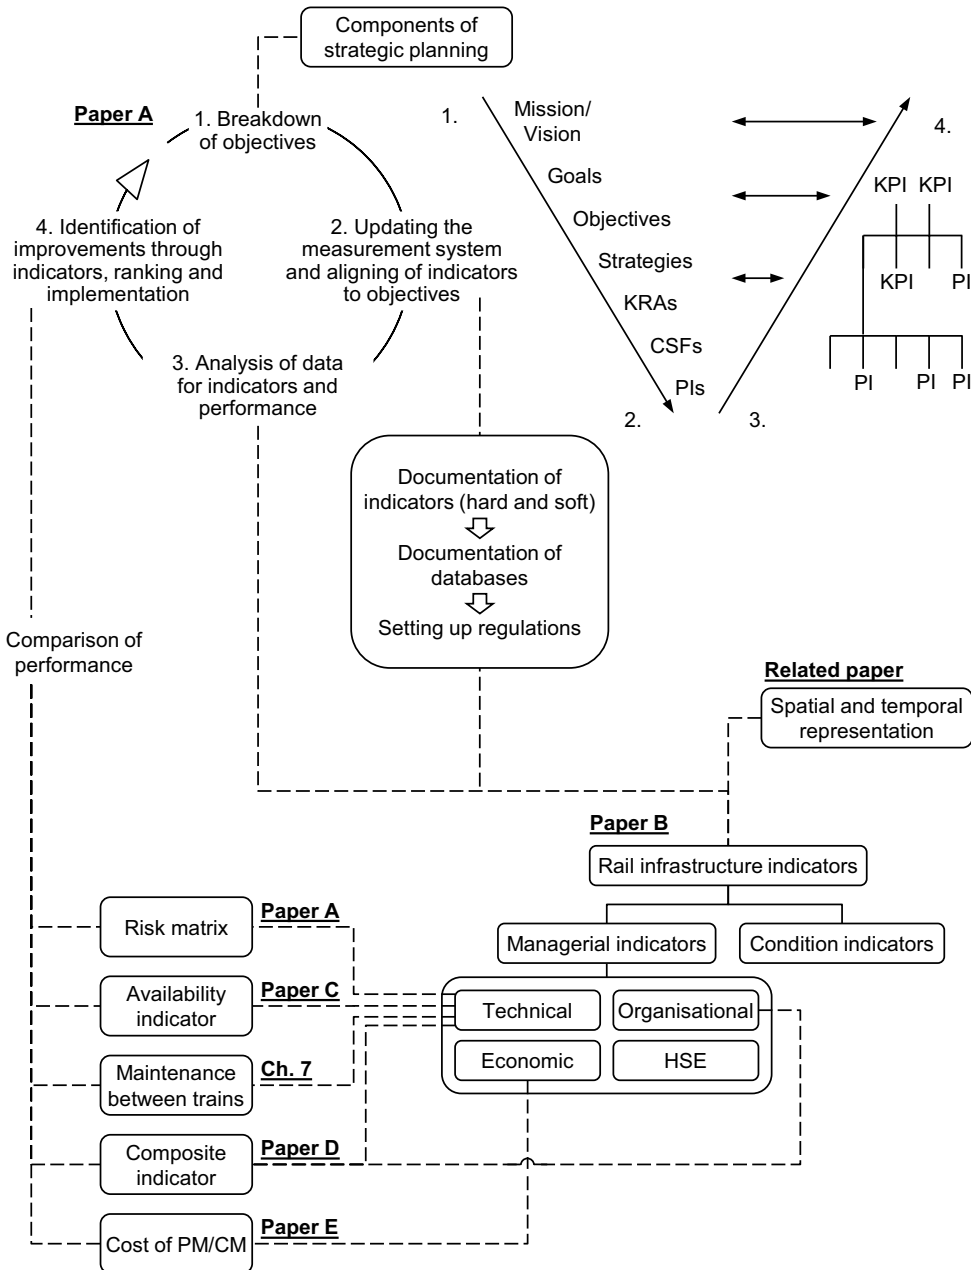 Components of
strategic planning
Paper A
1. Breakdown
of objectives
2. Updating the
measurement system
and aligning of indicators
to objectives
3. Analysis of data
for indicators and
performance
4. Identification of
improvements through
indicators, ranking and
implementation
1.
Mission/
Vision
Goals
Objectives
Strategies
KRAs
CSFs
PIs
2.
3.
4.
KPI KPI
KPI PI
PI PI PI
Documentation of
indicators (hard and soft)
Documentation of
databases
Setting up regulations
Comparison of
performance
Related paper
Spatial and temporal
representation
Paper B
Rail infrastructure indicators
Managerial indicators
Condition indicators
Technical
Organisational
Economic
HSE
Risk matrix
Paper A
Availability
indicator
Paper C
Maintenance
between trains
Ch. 7
Composite
indicator
Paper D
Cost of PM/CM
Paper E